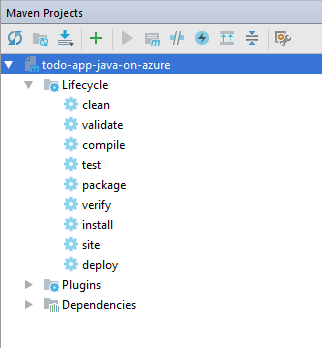 Maven Projects
todo-app-java-on-azure
Lifecycle
clean
validate
compile
test
package
verify
install
site
deploy
Plugins
Dependencies